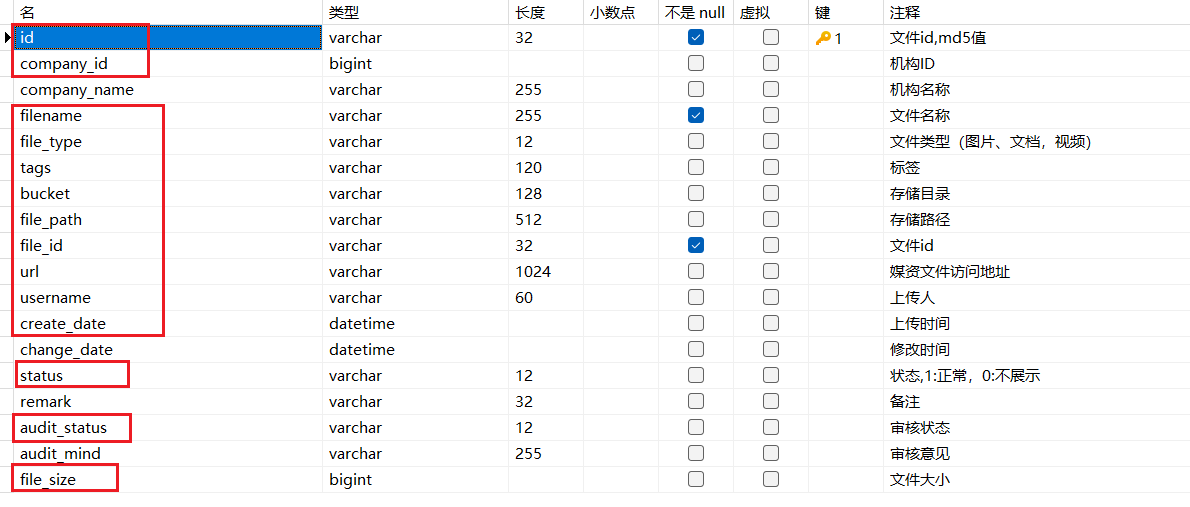 名 类型 长度 小数点 不是 null 虚拟 键 注释
id varchar 32 1 文件id,md5值
company_id bigint 机构ID
company_name varchar 255 机构名称
filename varchar 255 文件名称
file_type varchar 12 文件类型（图片、文档，视频）
tags varchar 120 标签
bucket varchar 128 存储目录
file_path varchar 512 存储路径
file_id varchar 32 文件id
url varchar 1024 媒资文件访问地址
username varchar 60 上传人
create_date datetime 上传时间
change_date datetime 修改时间
status varchar 12 状态,1:正常，0:不展示
remark varchar 32 备注
audit_status varchar 12 审核状态
audit_mind varchar 255 审核意见
file_size bigint 文件大小